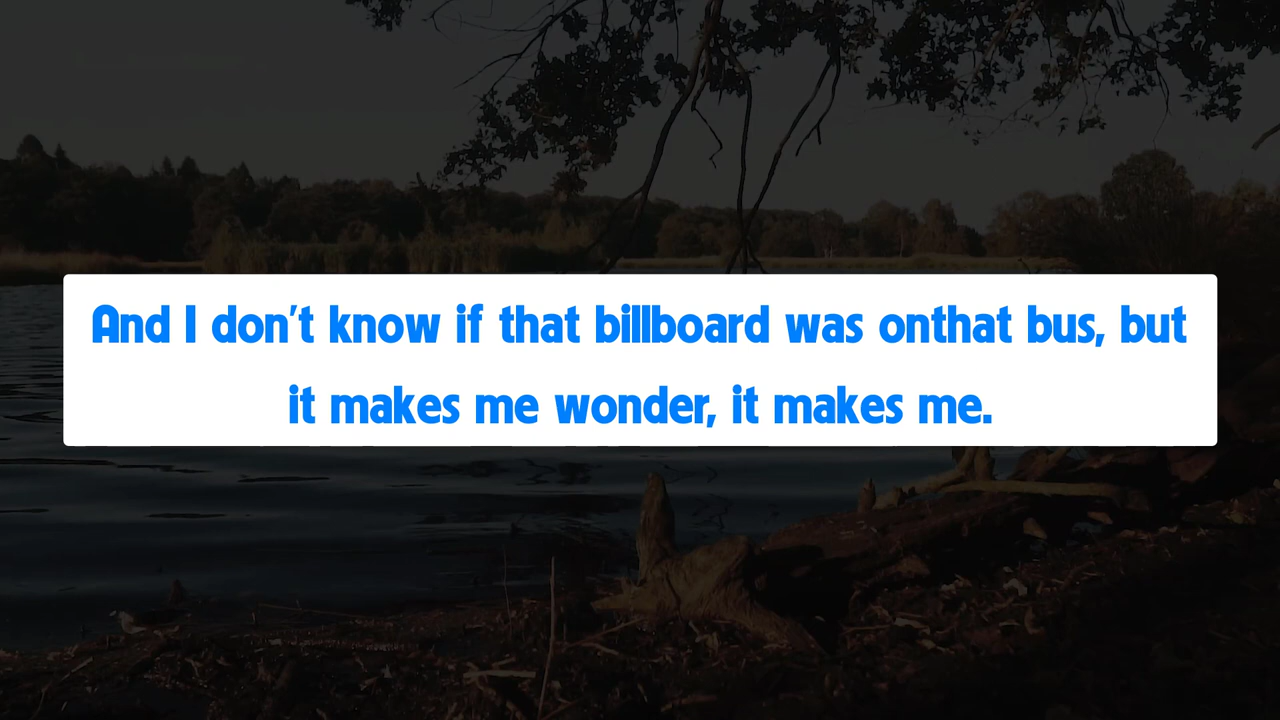 And I don't know if that billboard was onthat bus, but
it makes me wonder, it makes me.